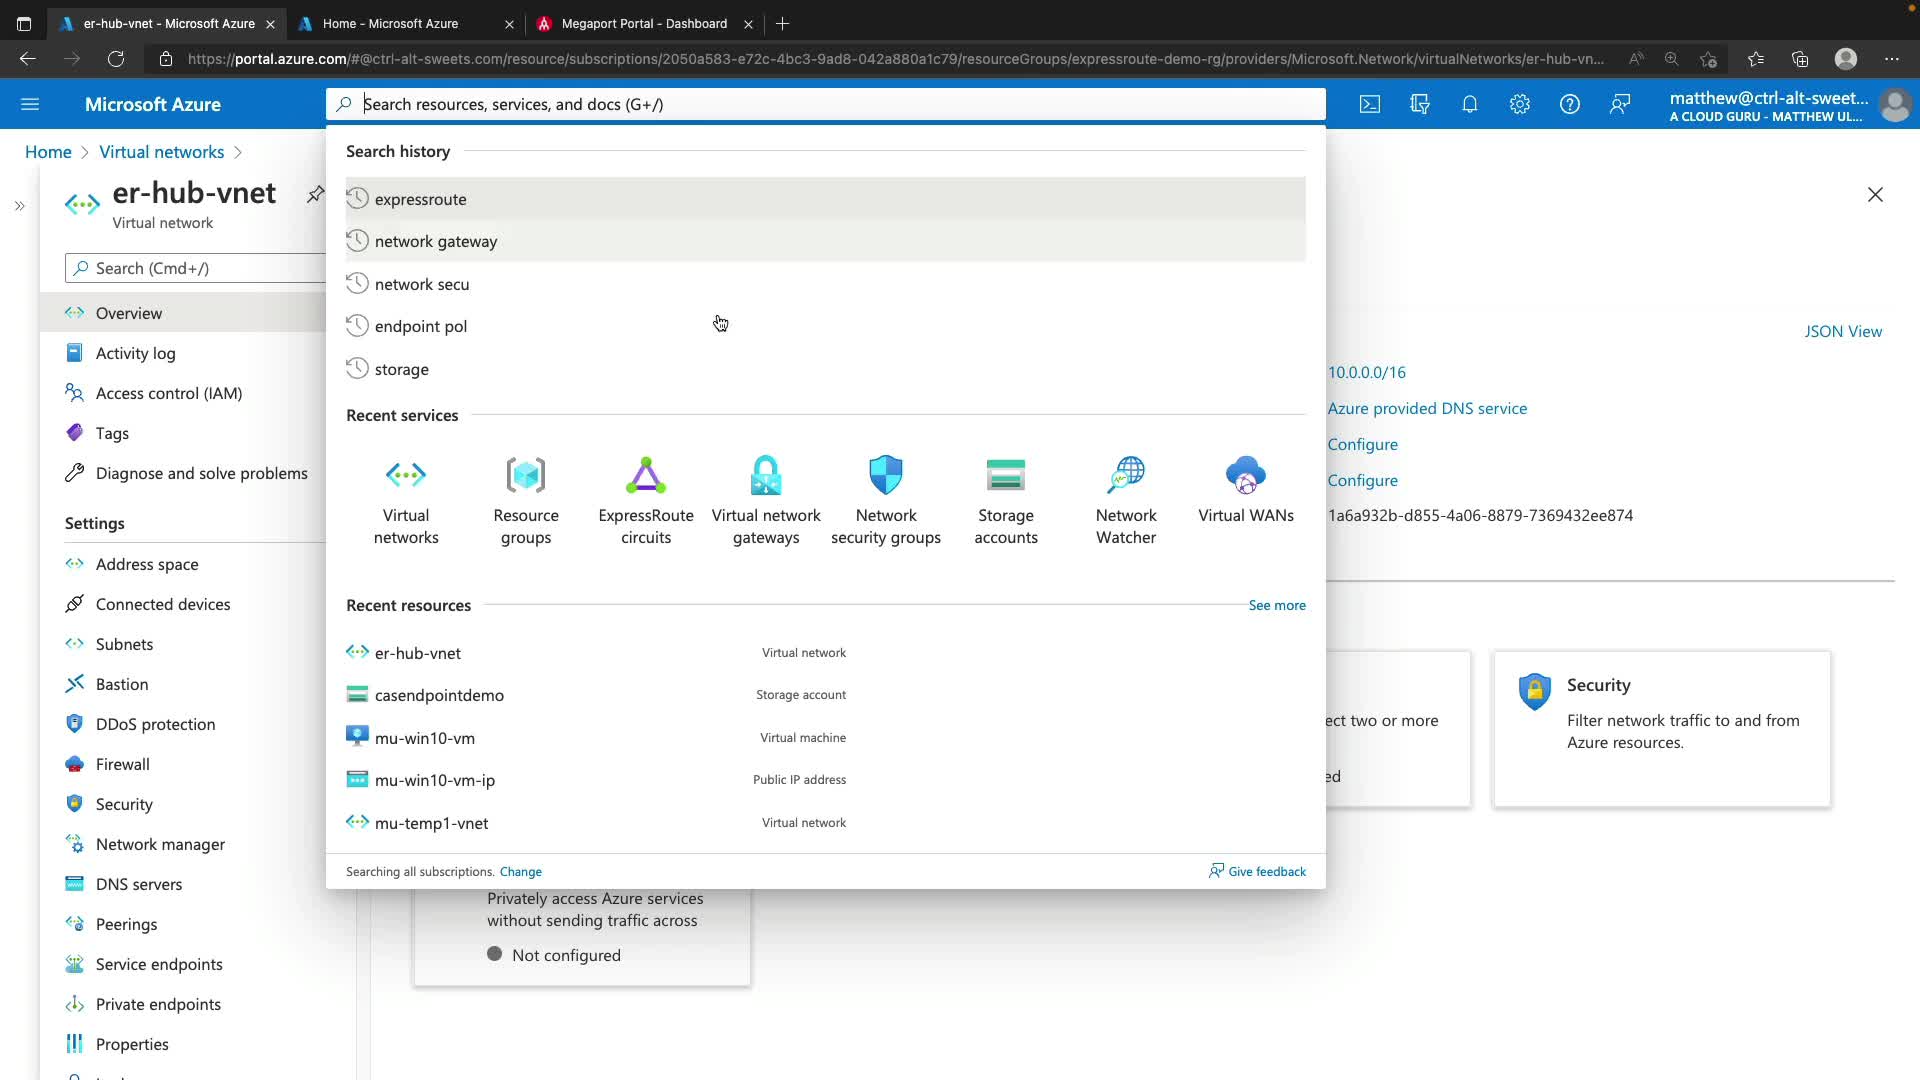 er-hub-vnet - Microsoft Azure
Home - Microsoft Azure
Megaport Portal - Dashboard
https://portal.azure.com/#@ctrl-alt-sweets.com/resource/subscriptions/2050a583-e72c-4bc3-9ad8-042a880a1c79/resourceGroups/expressroute-demo-rg/providers/Microsoft.Network/virtualNetworks/er-hub-vn...
Microsoft Azure
Search resources, services, and docs (G+/)
matthew@ctrl-alt-sweet...
A CLOUD GURU - MATTHEW UL...
Home > Virtual networks >
er-hub-vnet
Virtual network
Search (Cmd+/)
Overview
Activity log
Access control (IAM)
Tags
Diagnose and solve problems
Settings
Address space
Connected devices
Subnets
Bastion
DDoS protection
Firewall
Security
Network manager
DNS servers
Peerings
Service endpoints
Private endpoints
Properties
Search history
expressroute
network gateway
network secu
endpoint pol
storage
Recent services
Virtual networks
Resource groups
ExpressRoute circuits
Virtual network gateways
Network security groups
Storage accounts
Network Watcher
Virtual WANs
Recent resources
See more
er-hub-vnet Virtual network
casendpointdemo Storage account
mu-win10-vm Virtual machine
mu-win10-vm-ip Public IP address
mu-temp1-vnet Virtual network
Searching all subscriptions. Change
Give feedback
JSON View
10.0.0.0/16
Azure provided DNS service
Configure
Configure
1a6a932b-d855-4a06-8879-7369432ee874
ect two or more
ed
Security
Filter network traffic to and from
Azure resources.
Privately access Azure services
without sending traffic across
Not configured